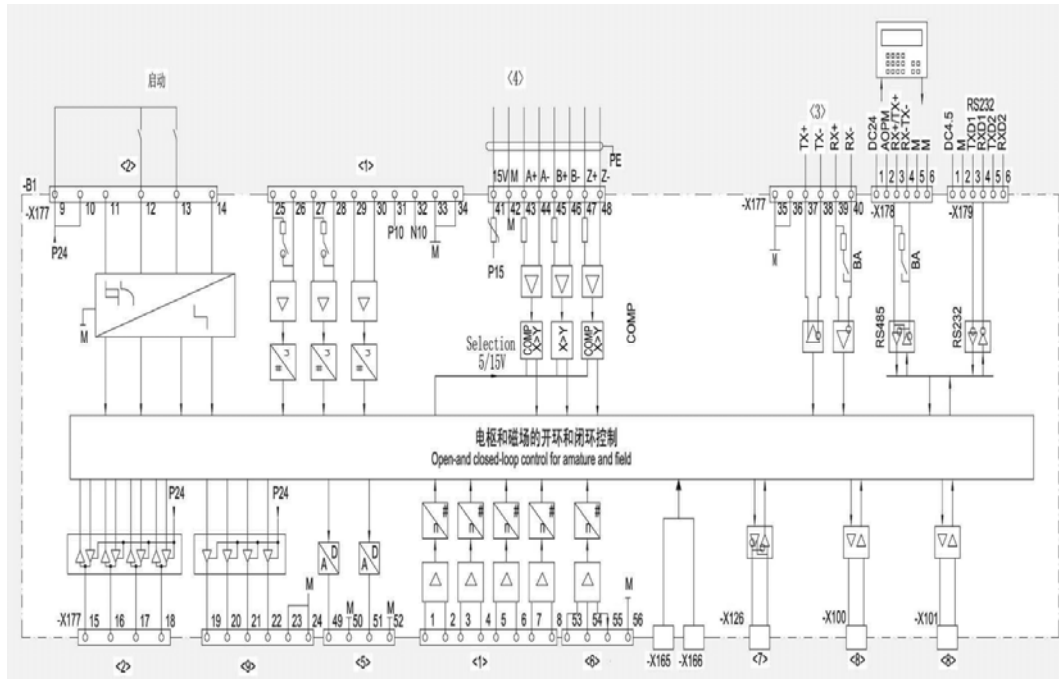 启动
<2>
<1>
<4>
<3>
PE
15V M A+ A- B+ B- Z+ Z-
TX+
TX-
RX+
RX-
DC24
AOPM
RX+/TX+
RX-TX-
M
M
RS232
DC4.5
M
TXD1
RXD1
TXD2
RXD2
-B1
-X177
9 10 11 12 13 14
25 26 27 28 29 30 31 32 33 34
41 42 43 44 45 46 47 48
-X177
35 36 37 38 39 40
1 2 3 4 5 6
-X178
1 2 3 4 5 6
-X179
P24
M
P10 N10
M
P15
M
M
BA
BA
COMP
X>Y
X>Y
COMP
X>Y
COMP
RS485
RS232
Selection
5/15V
电枢和磁场的开环和闭环控制
Open-and closed-loop control for amature and field
P24
P24
D
A
D
A
n
#
n
#
n
#
n
#
n
#
M
M
M
M
-X177
15 16 17 18
19 20 21 22 23 24
49 50 51 52
1 2 3 4 5 6 7 8
53 54 55 56
-X165
-X166
-X126
-X100
-X101
<2>
<5>
<1>
<6>
<7>
<8>